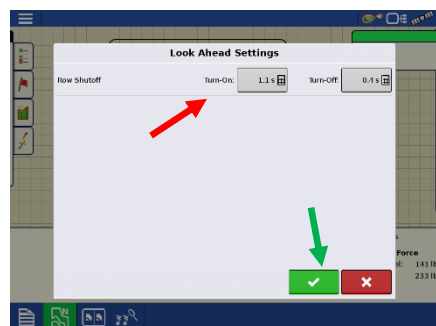 Look Ahead Settings
Row Shutoff Turn-On: 1.1 s Turn-Off: 0.4 s
Force
141 lb
233 lb